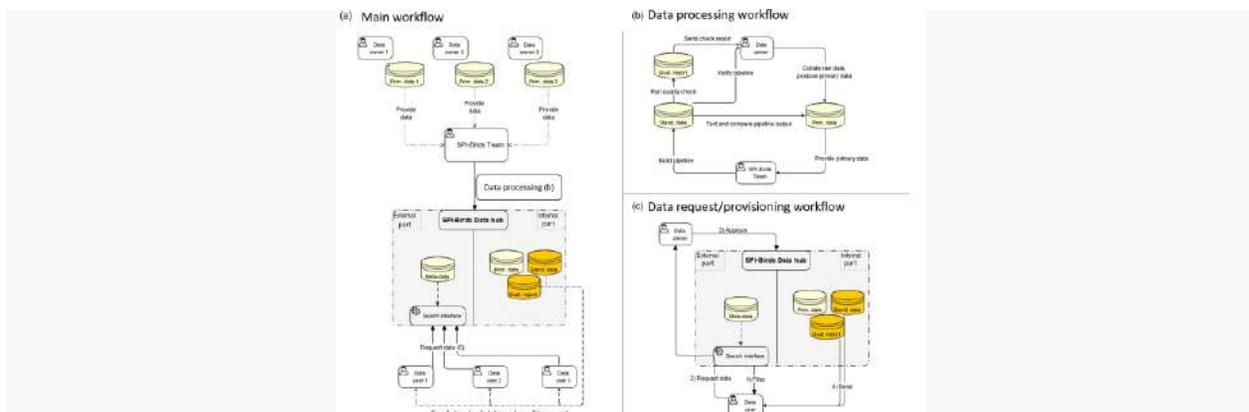 (a) Main workflow
Data owner 1
Data owner 2
Data owner 3
Prim. data 1
Prim. data 2
Prim. data 3
Provide data
Provide data
Provide data
SPI-Birds Team
Data processing (b)
External part
SPI-Birds Data hub
Internal part
Meta data
Prim. data
Stand. data
Qual. report
Search interface
Request data (C)
Data user 1
Data user 2
Data user 3
(b) Data processing workflow
Send check report
Data owner
Qual. report
Verify pipeline
Collate raw data, produce primary data
Run quality check
Stand. data
Test and compare pipeline output
Prim. data
Build pipeline
SPI-Birds Team
Provide primary data
(c) Data request/provisioning workflow
Data owner
3) Approve
External part
SPI-Birds Data hub
Internal part
Meta data
Prim. data
Stand. data
Qual. report
Search interface
2) Request data
1) Filter
4) Send
Data user